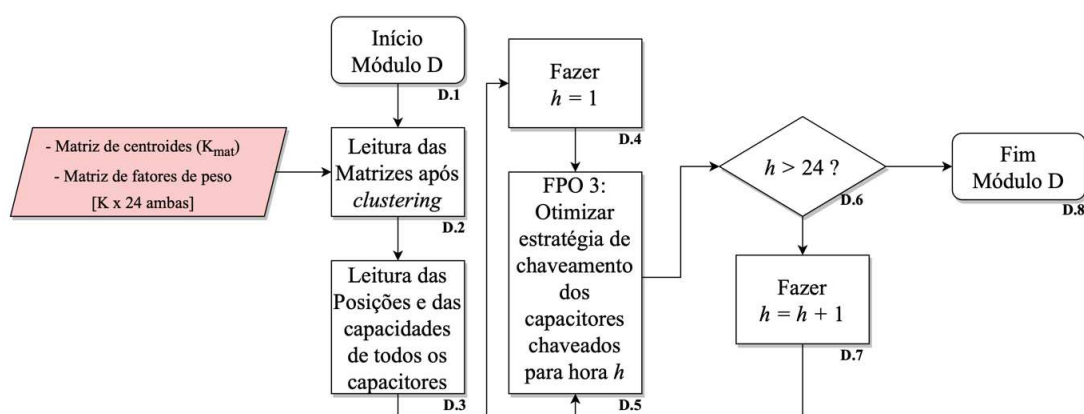 Início
Módulo D
D.1
- Matriz de centroides (Kmat)
- Matriz de fatores de peso
[K x 24 ambas]
Leitura das
Matrizes após
clustering
D.2
Leitura das
Posições e das
capacidades
de todos os
capacitores
D.3
Fazer
h = 1
D.4
FPO 3:
Otimizar
estratégia de
chaveamento
dos
capacitores
chaveados
para hora h
D.5
h > 24 ?
D.6
Fazer
h = h + 1
D.7
Fim
Módulo D
D.8